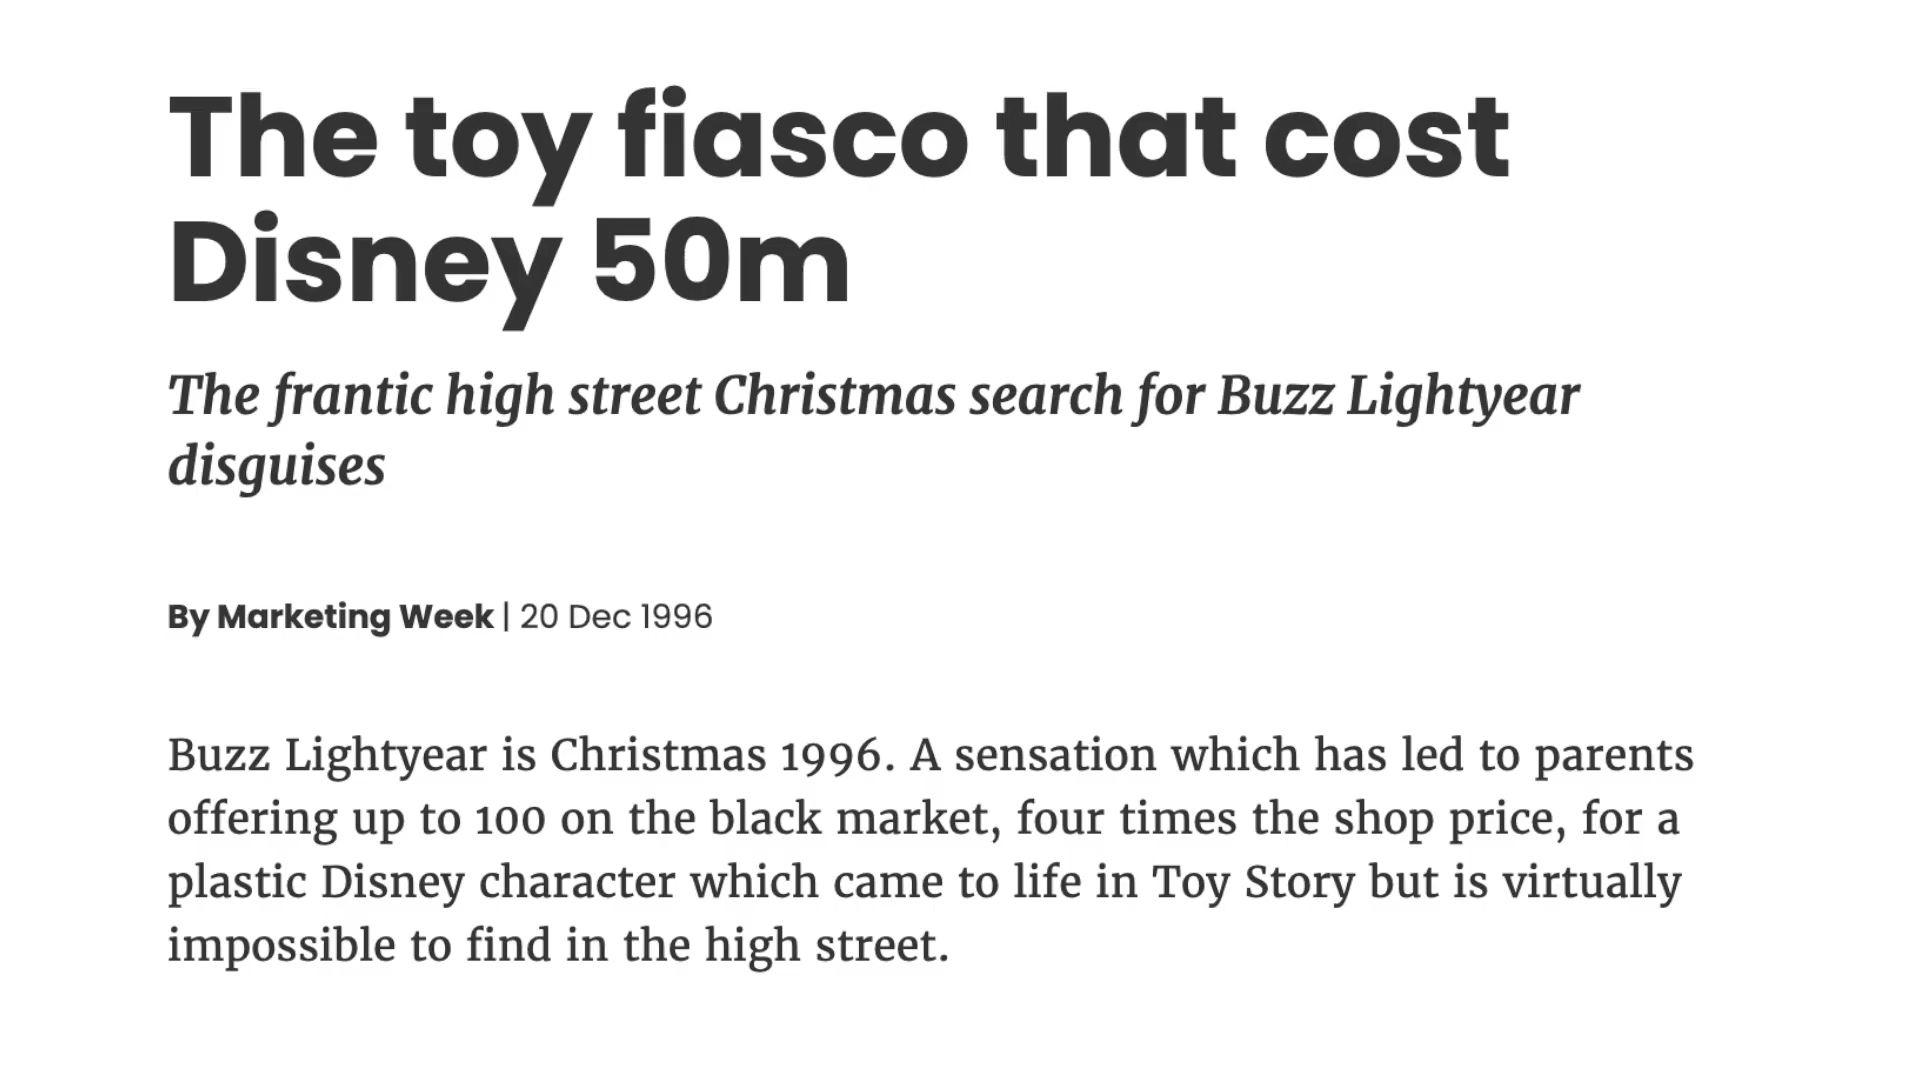 The toy fiasco that cost
Disney 50m
The frantic high street Christmas search for Buzz Lightyear
disguises
By Marketing Week | 20 Dec 1996
Buzz Lightyear is Christmas 1996. A sensation which has led to parents
offering up to 100 on the black market, four times the shop price, for a
plastic Disney character which came to life in Toy Story but is virtually
impossible to find in the high street.